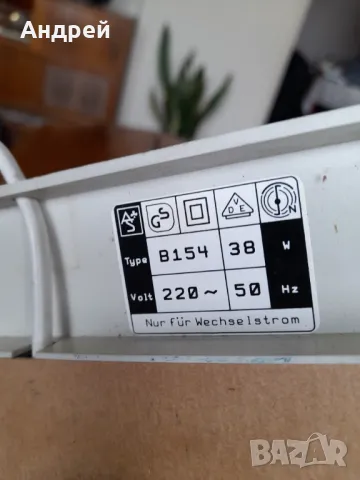 Андрей
A+S GS VDE N
Type B154 38 W
Volt 220~ 50 Hz
Nur für Wechselstrom
BAZAR